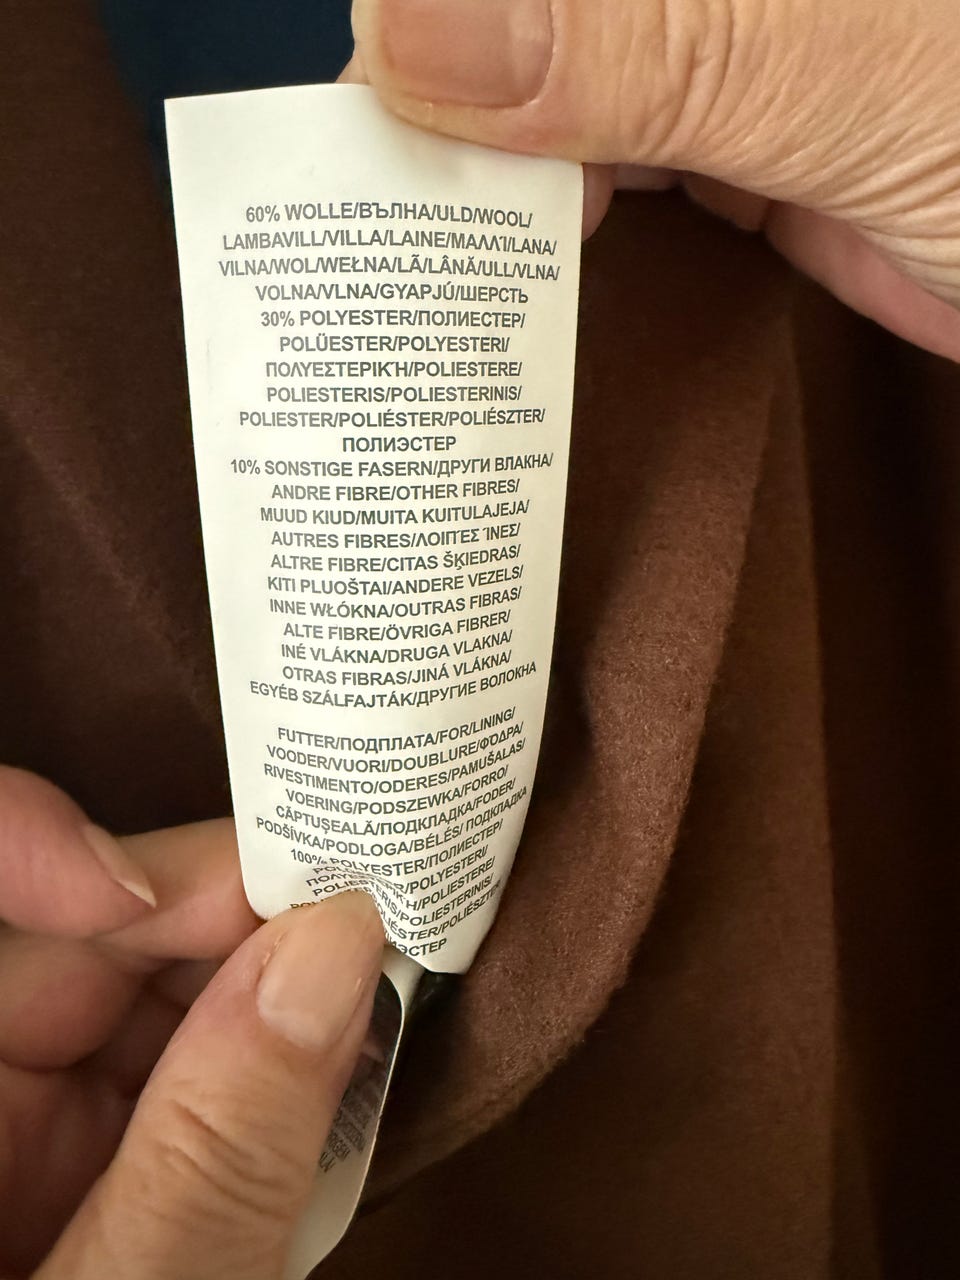 60% WOLLE/ВЪЛНА/ULD/WOOL/
LAMBAVILL/VILLA/LAINE/ΜΑΛΛΊ/LANA/
VILNA/WOL/WEŁNA/LÃ/LÂNĂ/ULL/VLNA/
VOLNA/VLNA/GYAPJÚ/ШЕРСТЬ
30% POLYESTER/ПОЛИЕСТЕР/
POLÜESTER/POLYESTERI/
ΠΟΛΥΕΣΤΕΡΙΚΉ/POLIESTERE/
POLIESTERIS/POLIESTERINIS/
POLIESTER/POLIÉSTER/POLIÉSZTER/
ПОЛИЭСТЕР
10% SONSTIGE FASERN/ДРУГИ ВЛАКНА/
ANDRE FIBRE/OTHER FIBRES/
MUUD KIUD/MUITA KUITULAJEJA/
AUTRES FIBRES/ΛΟΙΠΈΣ ΊΝΕΣ/
ALTRE FIBRE/CITAS ŠĶIEDRAS/
KITI PLUOŠTAI/ANDERE VEZELS/
INNE WŁÓKNA/OUTRAS FIBRAS/
ALTE FIBRE/ÖVRIGA FIBRER/
INÉ VLÁKNA/DRUGA VLAKNA/
OTRAS FIBRAS/JINÁ VLÁKNA/
EGYÉB SZÁLFAJTÁK/ДРУГИЕ ВОЛОКНА
FUTTER/ПОДПЛАТА/FOR/LINING/
VOODER/VUORI/DOUBLURE/ΦΌΔΡΑ/
RIVESTIMENTO/ODERES/PAMUŠALAS/
VOERING/PODSZEWKA/FORRO/
CĂPTUȘEALĂ/ПОДКЛАДКА/FODER/
PODŠÍVKA/PODLOGA/BÉLÉS/ ПОДКЛАДКА
100% POLYESTER/ПОЛИЕСТЕР/
/POLYESTERI/
/POLIESTERE/
/POLIESTERINIS/
/POLIÉSZTER/